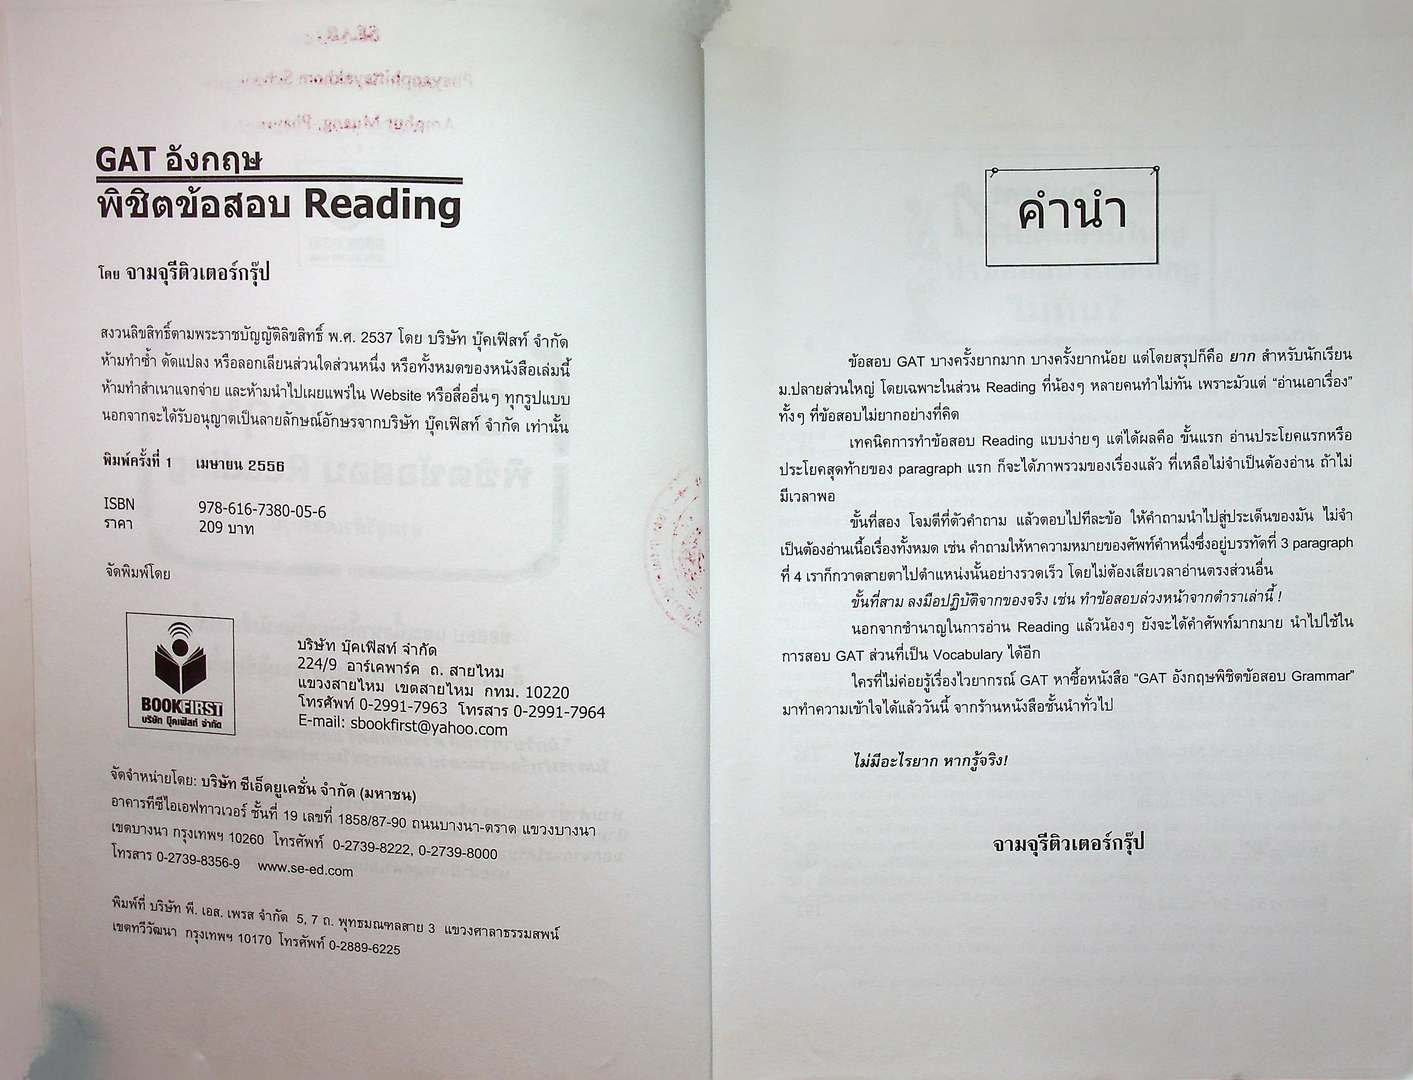 GAT อังกฤษ
พิชิตข้อสอบ Reading
โดย จามจุรีติวเตอร์กรุ๊ป
สงวนลิขสิทธิ์ตามพระราชบัญญัติลิขสิทธิ์ พ.ศ. 2537 โดย บริษัท บุ๊คเฟิสท์ จำกัด
ห้ามทำซ้ำ ดัดแปลง หรือลอกเลียนส่วนใดส่วนหนึ่ง หรือทั้งหมดของหนังสือเล่มนี้
ห้ามทำสำเนาแจกจ่าย และห้ามนำไปเผยแพร่ใน Website หรือสื่ออื่นๆ ทุกรูปแบบ
นอกจากจะได้รับอนุญาตเป็นลายลักษณ์อักษรจากบริษัท บุ๊คเฟิสท์ จำกัด เท่านั้น
พิมพ์ครั้งที่ 1 เมษายน 2556
ISBN 978-616-7380-05-6
ราคา 209 บาท
จัดพิมพ์โดย
BOOKFIRST
บริษัท บุ๊คเฟิสท์ จำกัด
บริษัท บุ๊คเฟิสท์ จำกัด
224/9 อาร์เคพาร์ค ถ. สายไหม
แขวงสายไหม เขตสายไหม กทม. 10220
โทรศัพท์ 0-2991-7963 โทรสาร 0-2991-7964
E-mail: sbookfirst@yahoo.com
จัดจำหน่ายโดย: บริษัท ซีเอ็ดยูเคชั่น จำกัด (มหาชน)
อาคารทีซีไอเอฟทาวเวอร์ ชั้นที่ 19 เลขที่ 1858/87-90 ถนนบางนา-ตราด แขวงบางนา
เขตบางนา กรุงเทพฯ 10260 โทรศัพท์ 0-2739-8222, 0-2739-8000
โทรสาร 0-2739-8356-9 www.se-ed.com
พิมพ์ที่ บริษัท พี. เอส. เพรส จำกัด 5, 7 ถ. พุทธมณฑลสาย 3 แขวงศาลาธรรมสพน์
เขตทวีวัฒนา กรุงเทพฯ 10170 โทรศัพท์ 0-2889-6225
คำนำ
ข้อสอบ GAT บางครั้งยากมาก บางครั้งยากน้อย แต่โดยสรุปก็คือ ยาก สำหรับนักเรียน
ม.ปลายส่วนใหญ่ โดยเฉพาะในส่วน Reading ที่น้องๆ หลายคนทำไม่ทัน เพราะมัวแต่ “อ่านเอาเรื่อง”
ทั้งๆ ที่ข้อสอบไม่ยากอย่างที่คิด
เทคนิคการทำข้อสอบ Reading แบบง่ายๆ แต่ได้ผลคือ ขั้นแรก อ่านประโยคแรกหรือ
ประโยคสุดท้ายของ paragraph แรก ก็จะได้ภาพรวมของเรื่องแล้ว ที่เหลือไม่จำเป็นต้องอ่าน ถ้าไม่
มีเวลาพอ
ขั้นที่สอง โจมตีที่ตัวคำถาม แล้วตอบไปทีละข้อ ให้คำถามนำไปสู่ประเด็นของมัน ไม่จำ
เป็นต้องอ่านเนื้อเรื่องทั้งหมด เช่น คำถามให้หาความหมายของศัพท์คำหนึ่งซึ่งอยู่บรรทัดที่ 3 paragraph
ที่ 4 เราก็กวาดสายตาไปตำแหน่งนั้นอย่างรวดเร็ว โดยไม่ต้องเสียเวลาอ่านตรงส่วนอื่น
ขั้นที่สาม ลงมือปฏิบัติจากของจริง เช่น ทำข้อสอบล่วงหน้าจากตำราเล่านี้ !
นอกจากชำนาญในการอ่าน Reading แล้วน้องๆ ยังจะได้คำศัพท์มากมาย นำไปใช้ใน
การสอบ GAT ส่วนที่เป็น Vocabulary ได้อีก
ใครที่ไม่ค่อยรู้เรื่องไวยากรณ์ GAT หาซื้อหนังสือ “GAT อังกฤษพิชิตข้อสอบ Grammar”
มาทำความเข้าใจได้แล้ววันนี้ จากร้านหนังสือชั้นนำทั่วไป
ไม่มีอะไรยาก หากรู้จริง!
จามจุรีติวเตอร์กรุ๊ป